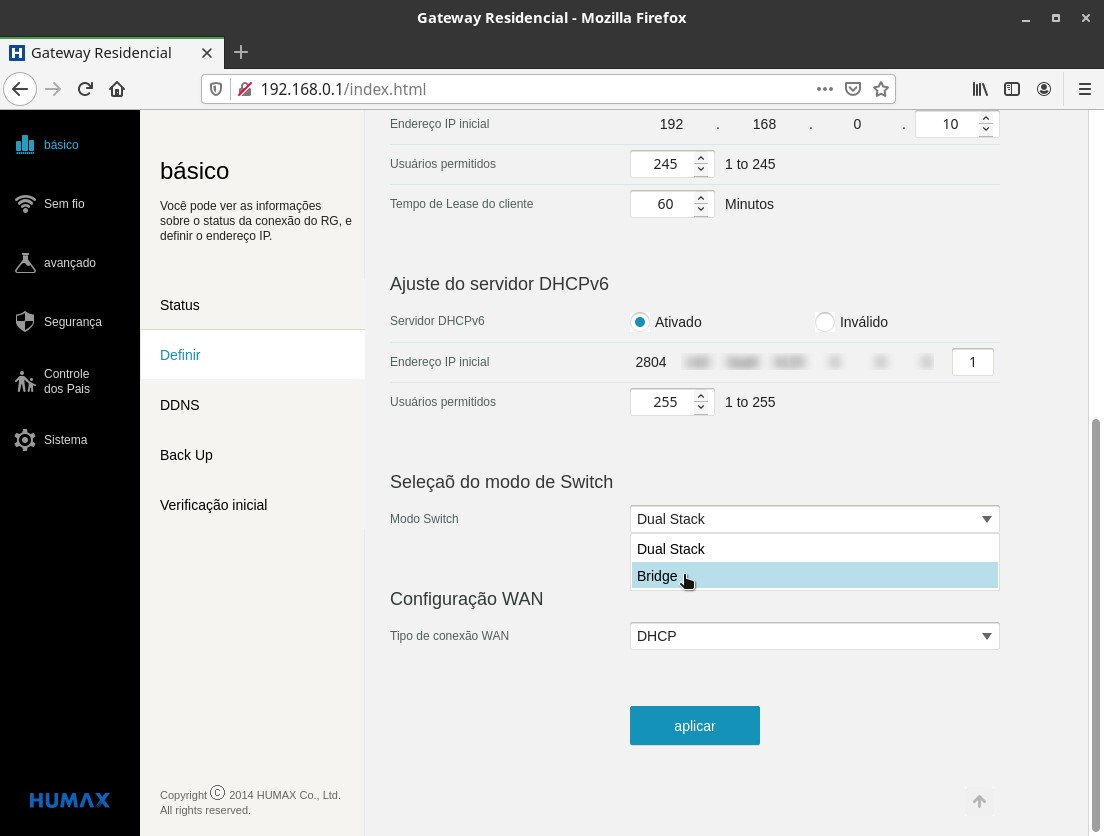 Gateway Residencial - Mozilla Firefox
Gateway Residencial
192.168.0.1/index.html
básico
Sem fio
avançado
Segurança
Controle
dos Pais
Sistema
HUMAX
básico
Você pode ver as informações
sobre o status da conexão do RG, e
definir o endereço IP.
Status
Definir
DDNS
Back Up
Verificação inicial
Copyright © 2014 HUMAX Co., Ltd.
All rights reserved.
Endereço IP inicial 192 . 168 . 0 . 10
Usuários permitidos 245 1 to 245
Tempo de Lease do cliente 60 Minutos
Ajuste do servidor DHCPv6
Servidor DHCPv6 Ativado Inválido
Endereço IP inicial 2804 1
Usuários permitidos 255 1 to 255
Seleçaõ do modo de Switch
Modo Switch Dual Stack
Dual Stack
Bridge
Configuração WAN
Tipo de conexão WAN DHCP
aplicar